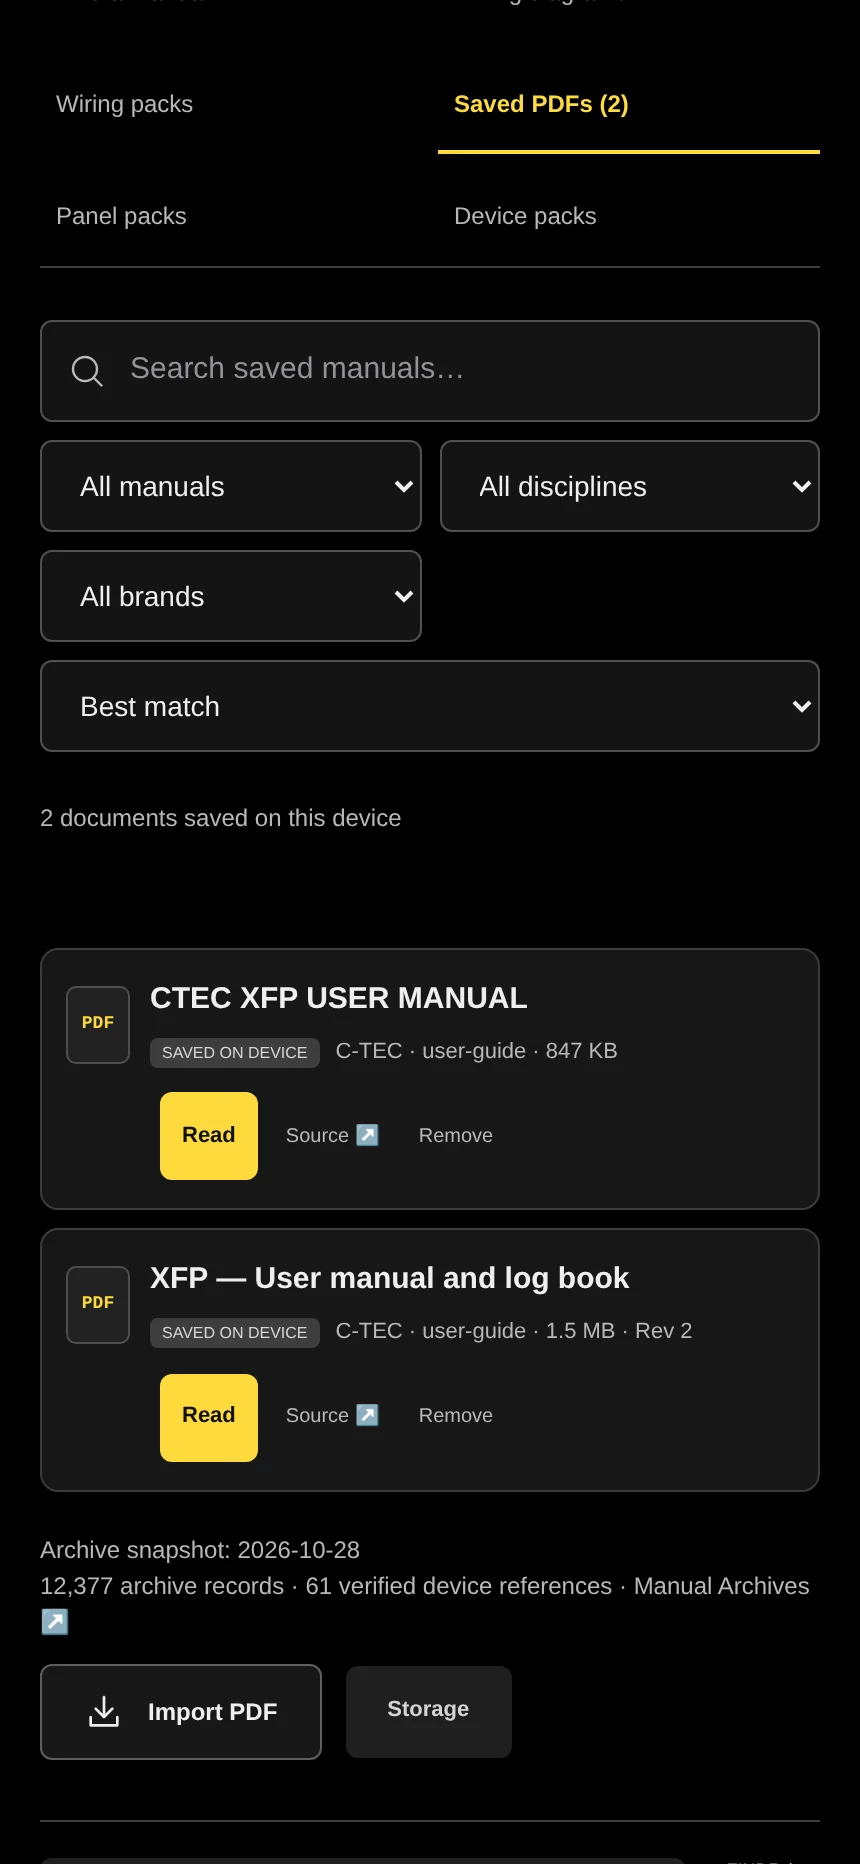 Wiring packs
Saved PDFs (2)
Panel packs
Device packs
Search saved manuals…
All manuals
All disciplines
All brands
Best match
2 documents saved on this device
PDF
CTEC XFP USER MANUAL
SAVED ON DEVICE C-TEC · user-guide · 847 KB
Read Source ↗ Remove
PDF
XFP — User manual and log book
SAVED ON DEVICE C-TEC · user-guide · 1.5 MB · Rev 2
Read Source ↗ Remove
Archive snapshot: 2026-10-28
12,377 archive records · 61 verified device references · Manual Archives
↗
Import PDF
Storage